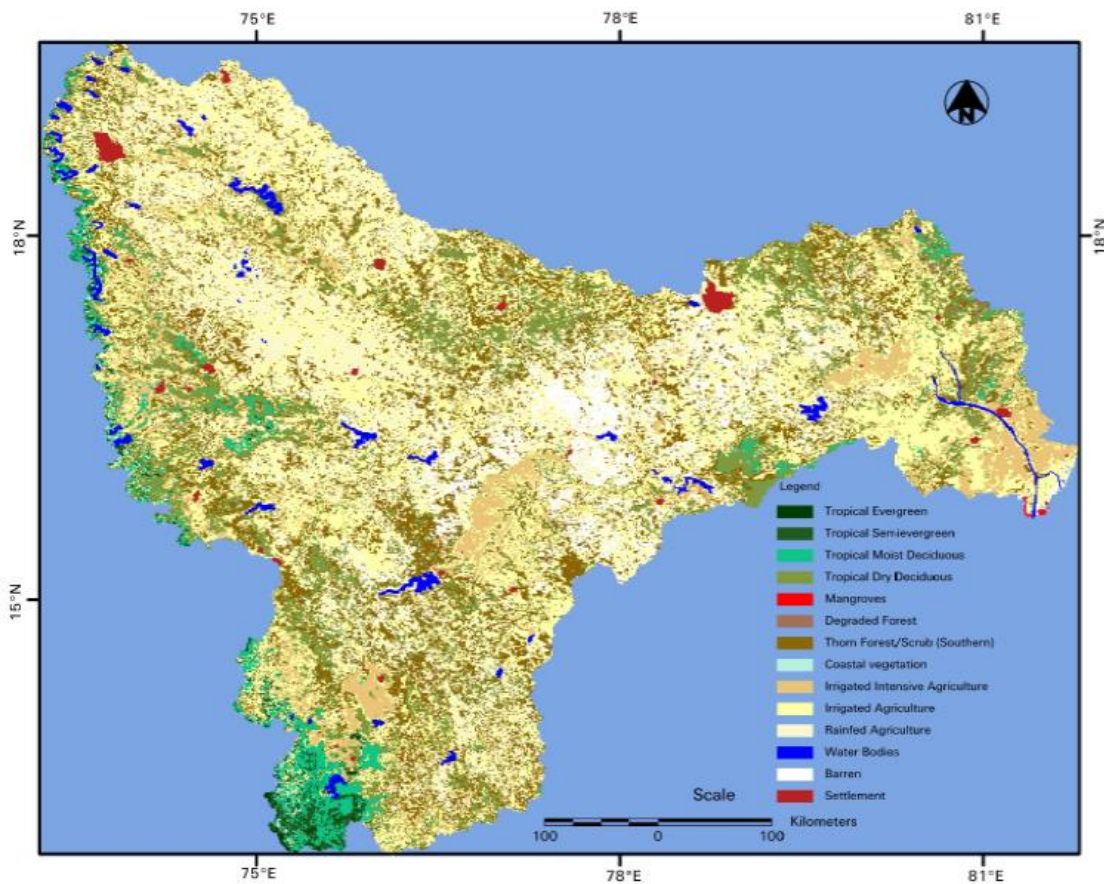 75°E
78°E
81°E
N
18°N
18°N
Legend
Tropical Evergreen
Tropical Semievergreen
Tropical Moist Deciduous
Tropical Dry Deciduous
Mangroves
15°N
Degraded Forest
Thorn Forest/Scrub (Southern)
Coastal vegetation
Irrigated Intensive Agriculture
Irrigated Agriculture
Rainfed Agriculture
Water Bodies
Barren
Scale
Settlement
Kilometers
100 0 100
75°E
78°E
81°E